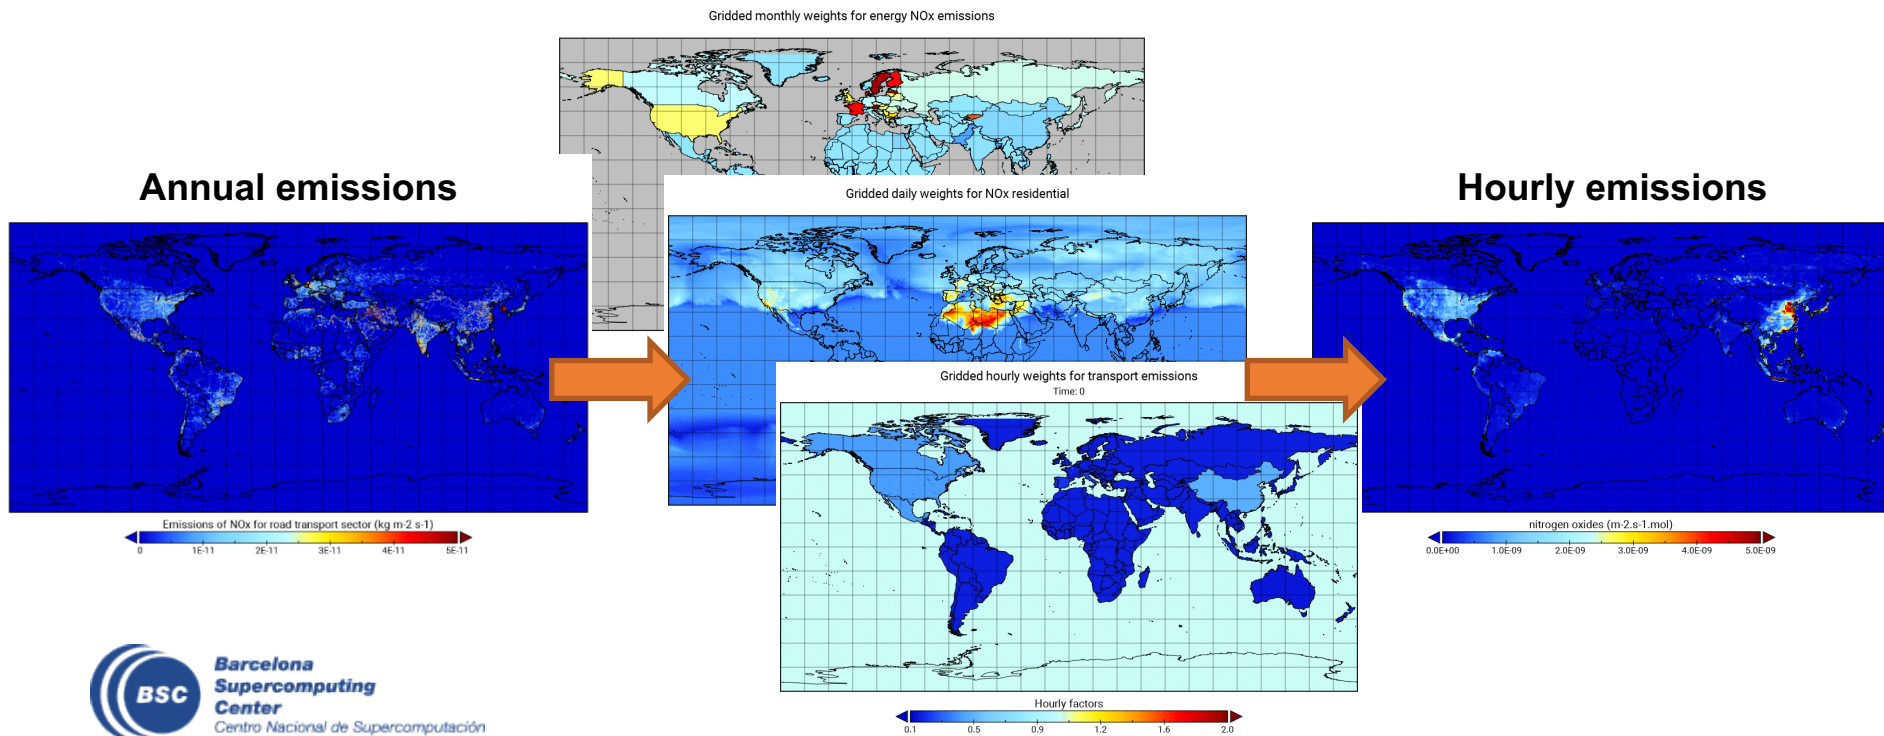 Gridded monthly weights for energy NOx emissions
Annual emissions
Gridded daily weights for NOx residential
Hourly emissions
Gridded hourly weights for transport emissions
Time: 0
Emissions of NOx for road transport sector (kg m-2 s-1)
0 1E-11 2E-11 3E-11 4E-11 5E-11
nitrogen oxides (m-2.s-1.mol)
0.0E+00 1.0E-09 2.0E-09 3.0E-09 4.0E-09 5.0E-09
Hourly factors
0.1 0.5 0.9 1.2 1.6 2.0
BSC
Barcelona
Supercomputing
Center
Centro Nacional de Supercomputación